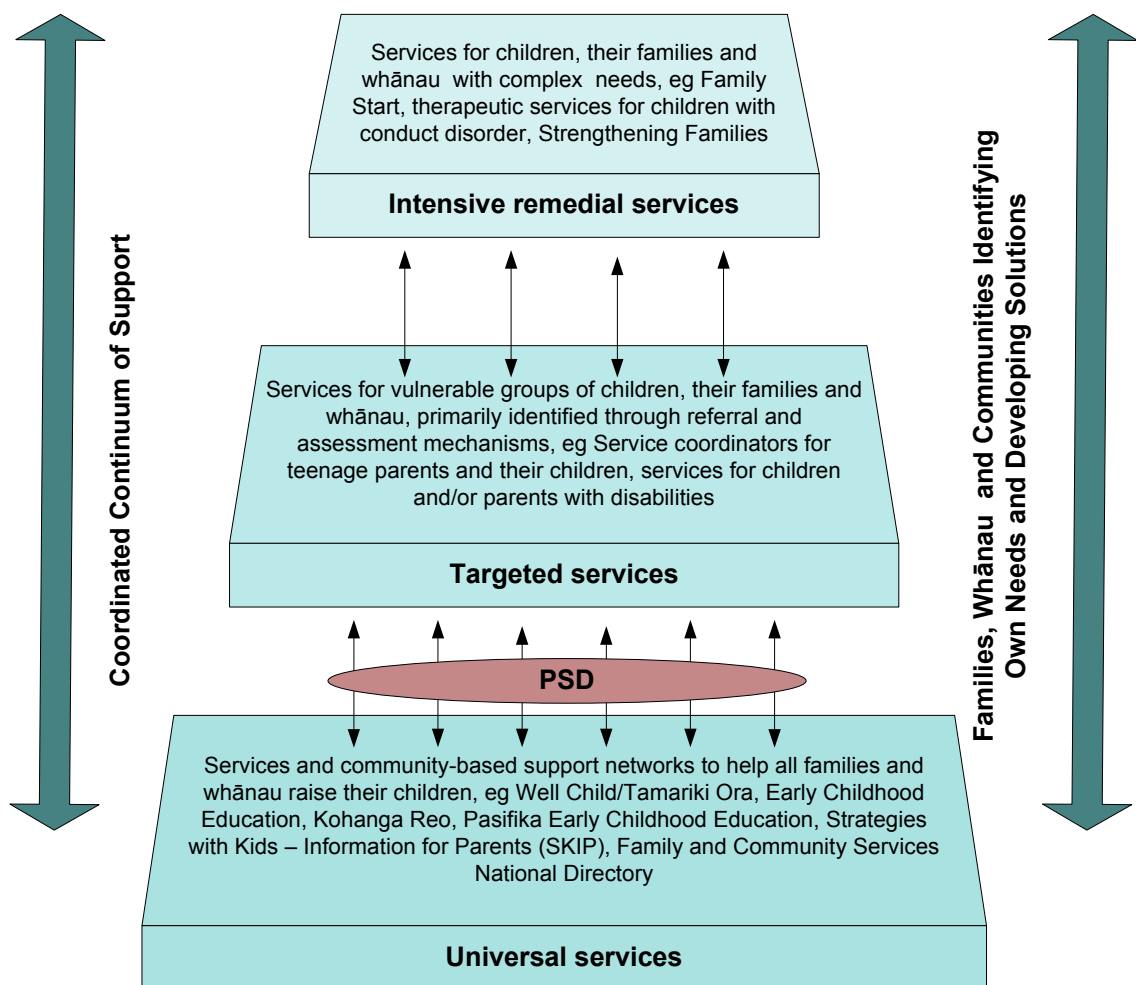 Services for children, their families and
whānau with complex needs, eg Family
Start, therapeutic services for children with
conduct disorder, Strengthening Families
Intensive remedial services
Coordinated Continuum of Support
Families, Whānau and Communities Identifying
Own Needs and Developing Solutions
Services for vulnerable groups of children, their families and
whānau, primarily identified through referral and
assessment mechanisms, eg Service coordinators for
teenage parents and their children, services for children
and/or parents with disabilities
Targeted services
PSD
Services and community-based support networks to help all families and
whānau raise their children, eg Well Child/Tamariki Ora, Early Childhood
Education, Kohanga Reo, Pasifika Early Childhood Education, Strategies
with Kids – Information for Parents (SKIP), Family and Community Services
National Directory
Universal services